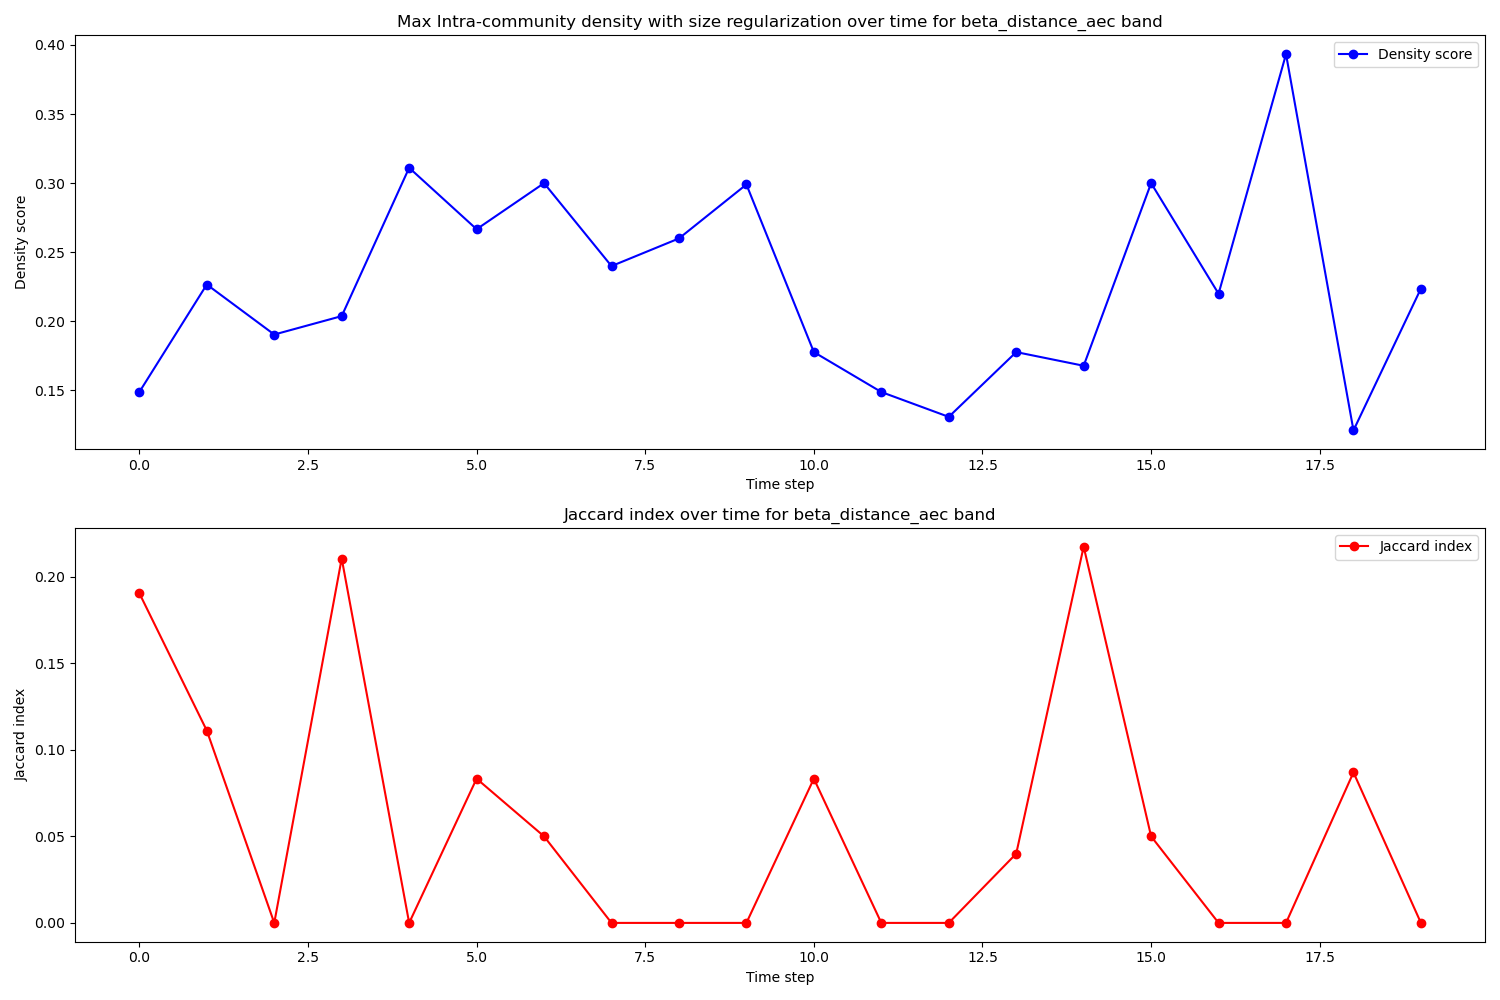 Max Intra-community density with size regularization over time for beta_distance_aec band
Density score
0.40
0.35
0.30
0.25
0.20
0.15
Density score
0.0 2.5 5.0 7.5 10.0 12.5 15.0 17.5
Time step
Jaccard index over time for beta_distance_aec band
Jaccard index
0.20
0.15
0.10
0.05
0.00
Jaccard index
0.0 2.5 5.0 7.5 10.0 12.5 15.0 17.5
Time step